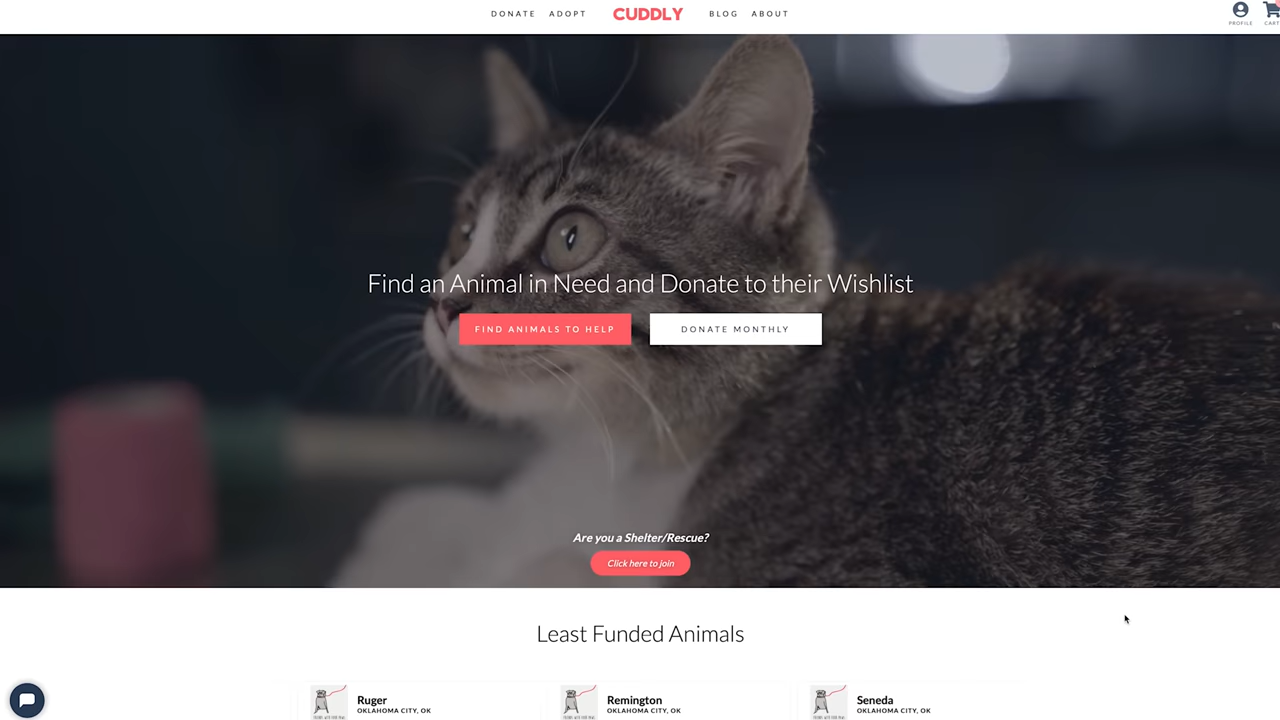 DONATE ADOPT CUDDLY BLOG ABOUT
PROFILE CART
Find an Animal in Need and Donate to their Wishlist
FIND ANIMALS TO HELP DONATE MONTHLY
Are you a Shelter/Rescue?
Click here to join
Least Funded Animals
Ruger
OKLAHOMA CITY, OK
Remington
OKLAHOMA CITY, OK
Seneda
OKLAHOMA CITY, OK